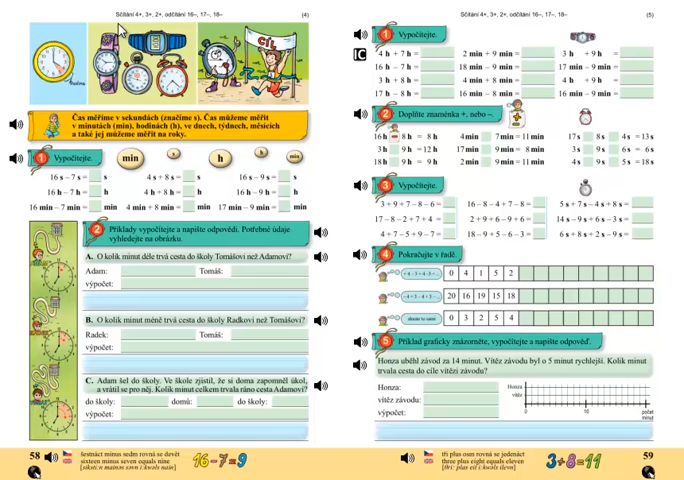 Sčítání 4+, 3+, 2+, odčítání 16–, 17–, 18–
(4)
CÍL
Čas měříme v sekundách (značíme s). Čas můžeme měřit
v minutách (min), hodinách (h), ve dnech, týdnech, měsících
a také jej můžeme měřit na roky.
1 Vypočítejte.
min s h h min
16 s – 7 s = s 4 s + 8 s = s 16 s – 9 s = s
16 h – 7 h = h 4 h + 8 h = h 16 h – 9 h = h
16 min – 7 min = min 4 min + 8 min = min 17 min – 9 min = min
2 Příklady vypočítejte a napište odpovědi. Potřebné údaje
vyhledejte na obrázku.
A. O kolik minut déle trvá cesta do školy Tomášovi než Adamovi?
Adam: Tomáš:
výpočet:
B. O kolik minut méně trvá cesta do školy Radkovi než Tomášovi?
Radek: Tomáš:
výpočet:
C. Adam šel do školy. Ve škole zjistil, že si doma zapomněl úkol,
a vrátil se pro něj. Kolik minut celkem trvala ráno cesta Adamovi?
do školy: domů: do školy:
výpočet:
58
šestnáct minus sedm rovná se devět
sixteen minus seven equals nine
16–7=9
Sčítání 4+, 3+, 2+, odčítání 16–, 17–, 18–
(5)
1 Vypočítejte.
4 h + 7 h = 2 min + 9 min = 3 h + 9 h =
16 h – 7 h = 18 min – 9 min = 17 min – 9 min =
3 h + 8 h = 4 min + 8 min = 4 h + 9 h =
17 h – 8 h = 16 min – 8 min = 16 min – 9 min =
2 Doplňte znaménka +, nebo –.
16 h – 8 h = 8 h 4 min 7 min = 11 min 17 s 8 s 4 s = 13 s
3 h 9 h = 12 h 17 min 9 min = 8 min 3 s 9 s 6 s = 6 s
18 h 9 h = 9 h 2 min 9 min = 11 min 4 s 9 s 5 s = 18 s
3 Vypočítejte.
3 + 9 + 7 – 8 – 6 = 16 – 8 – 4 + 7 – 8 = 5 s + 7 s – 4 s + 8 s =
17 – 8 – 2 + 7 + 4 = 2 + 9 + 6 – 9 + 6 = 14 s – 9 s + 6 s – 3 s =
4 + 7 – 5 + 9 – 7 = 18 – 9 + 5 – 6 – 3 = 6 s + 8 s + 2 s – 9 s =
4 Pokračujte v řadě.
0 4 1 5 2
20 16 19 15 18
0 3 2 5 4
5 Příklad graficky znázorněte, vypočítejte a napište odpověď.
Honza uběhl závod za 14 minut. Vítěz závodu byl o 5 minut rychlejší. Kolik minut
trvala cesta do cíle vítězi závodu?
Honza:
vítěz závodu:
výpočet:
Honza
vítěz
0 10 počet
minut
tři plus osm rovná se jedenáct
three plus eight equals eleven
3+8=11
59